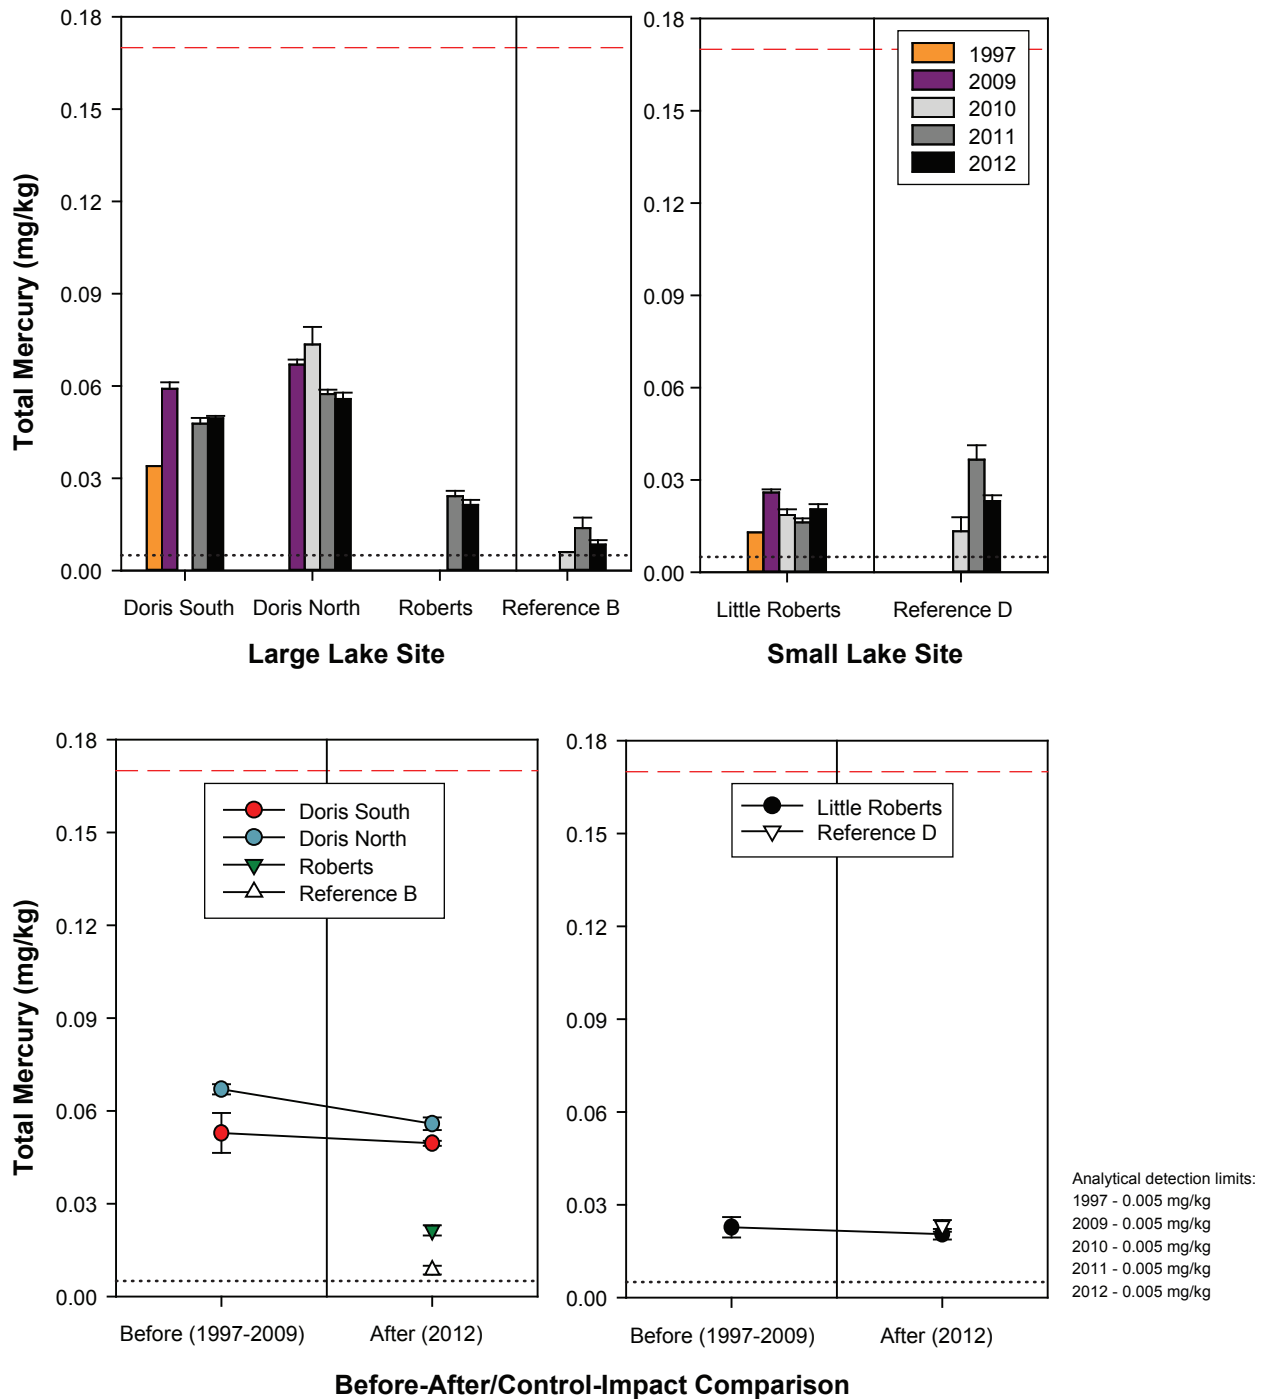 Total Mercury (mg/kg)
0.18
0.15
0.12
0.09
0.06
0.03
0.00
Doris South
Doris North
Roberts
Reference B
Large Lake Site
0.18
0.15
0.12
0.09
0.06
0.03
0.00
1997
2009
2010
2011
2012
Little Roberts
Reference D
Small Lake Site
Total Mercury (mg/kg)
0.18
0.15
0.12
0.09
0.06
0.03
0.00
Doris South
Doris North
Roberts
Reference B
Before (1997-2009)
After (2012)
0.18
0.15
0.12
0.09
0.06
0.03
0.00
Little Roberts
Reference D
Before (1997-2009)
After (2012)
Before-After/Control-Impact Comparison
Analytical detection limits:
1997 - 0.005 mg/kg
2009 - 0.005 mg/kg
2010 - 0.005 mg/kg
2011 - 0.005 mg/kg
2012 - 0.005 mg/kg